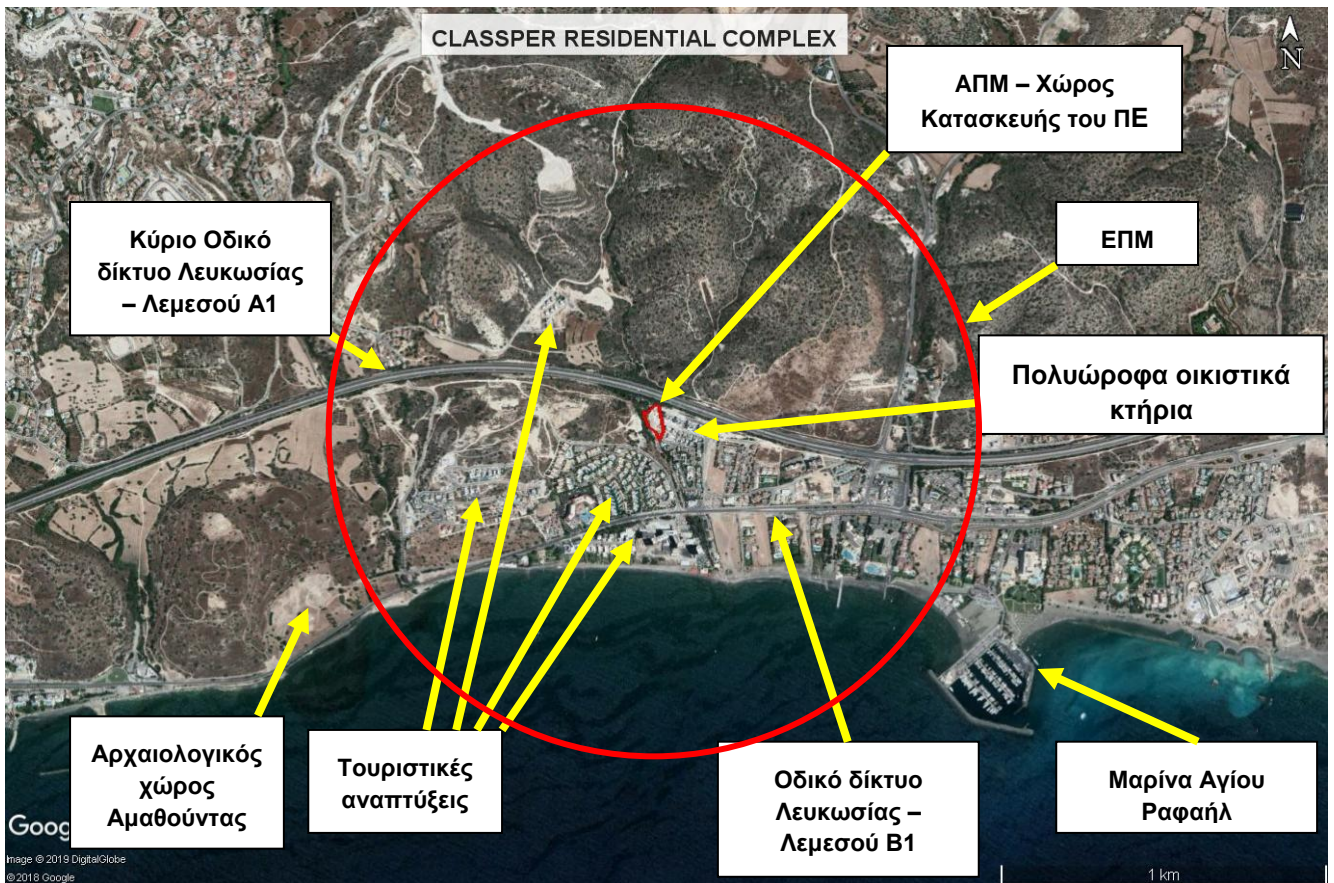 CLASSPER RESIDENTIAL COMPLEX
N
ΑΠΜ – Χώρος
Κατασκευής του ΠΕ
Κύριο Οδικό
δίκτυο Λευκωσίας
– Λεμεσού Α1
ΕΠΜ
Πολυώροφα οικιστικά
κτήρια
Αρχαιολογικός
χώρος
Αμαθούντας
Τουριστικές
αναπτύξεις
Οδικό δίκτυο
Λευκωσίας –
Λεμεσού Β1
Μαρίνα Αγίου
Ραφαήλ
Goog
Image © 2019 DigitalGlobe
© 2018 Google
1 km